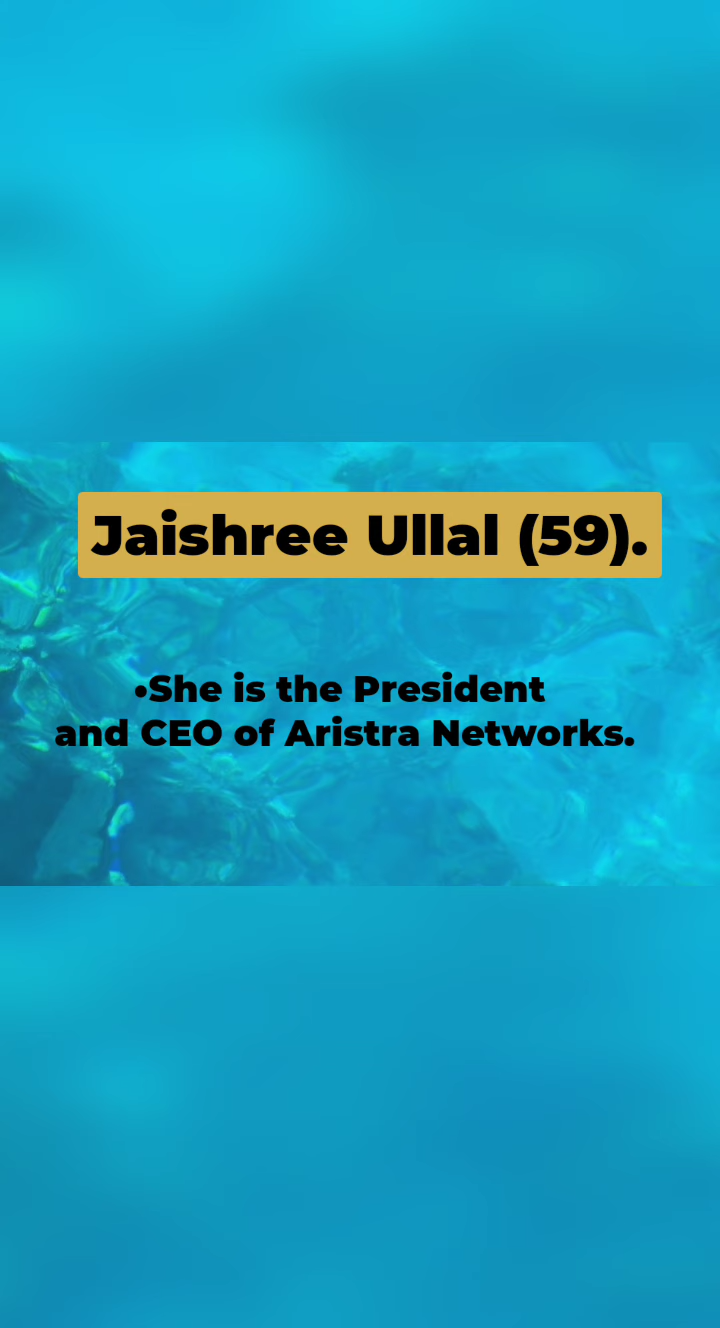 Jaishree Ullal (59).
•She is the President
and CEO of Aristra Networks.